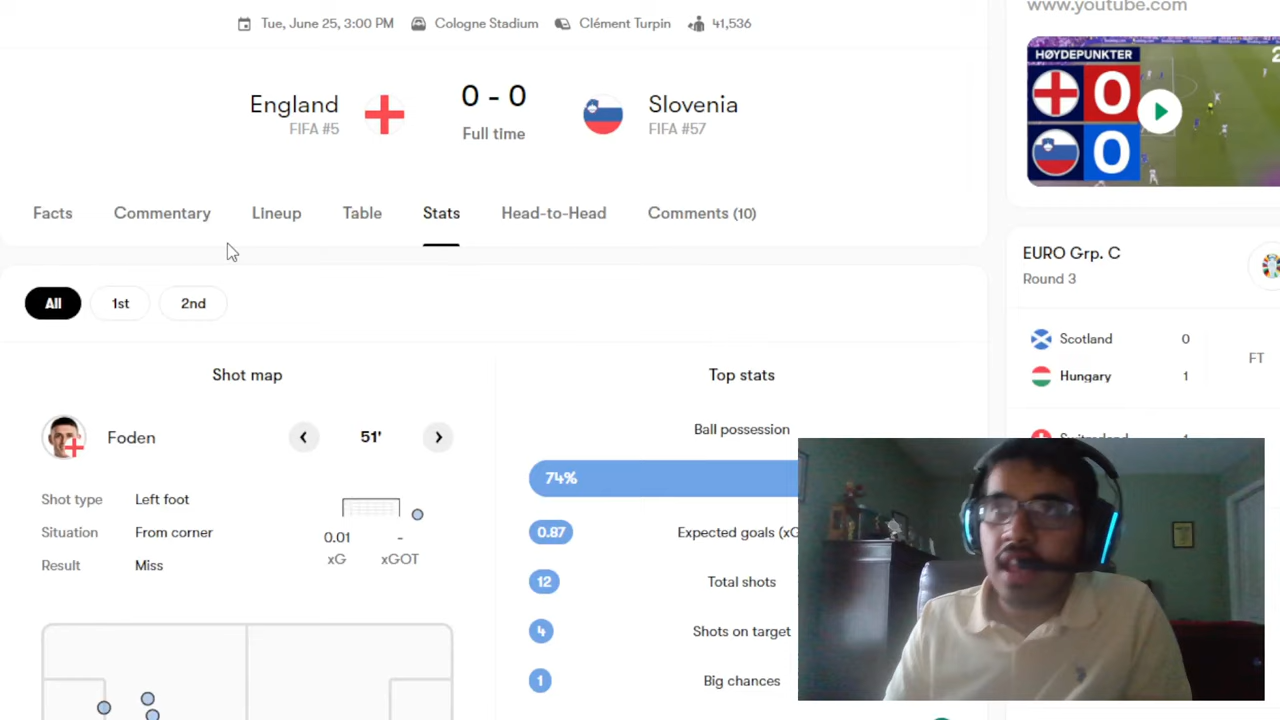 Tue, June 25, 3:00 PM Cologne Stadium Clément Turpin 41,536
www.youtube.com
England
FIFA #5
0 - 0
Full time
Slovenia
FIFA #57
HØYDEPUNKTER
0
0
2
Facts Commentary Lineup Table Stats Head-to-Head Comments (10)
EURO Grp. C
Round 3
Scotland 0
Hungary 1
FT
All 1st 2nd
Shot map
Foden 51'
Shot type Left foot
Situation From corner
Result Miss
0.01 -
xG xGOT
Top stats
Ball possession
74%
0.87 Expected goals (xG
12 Total shots
4 Shots on target
1 Big chances